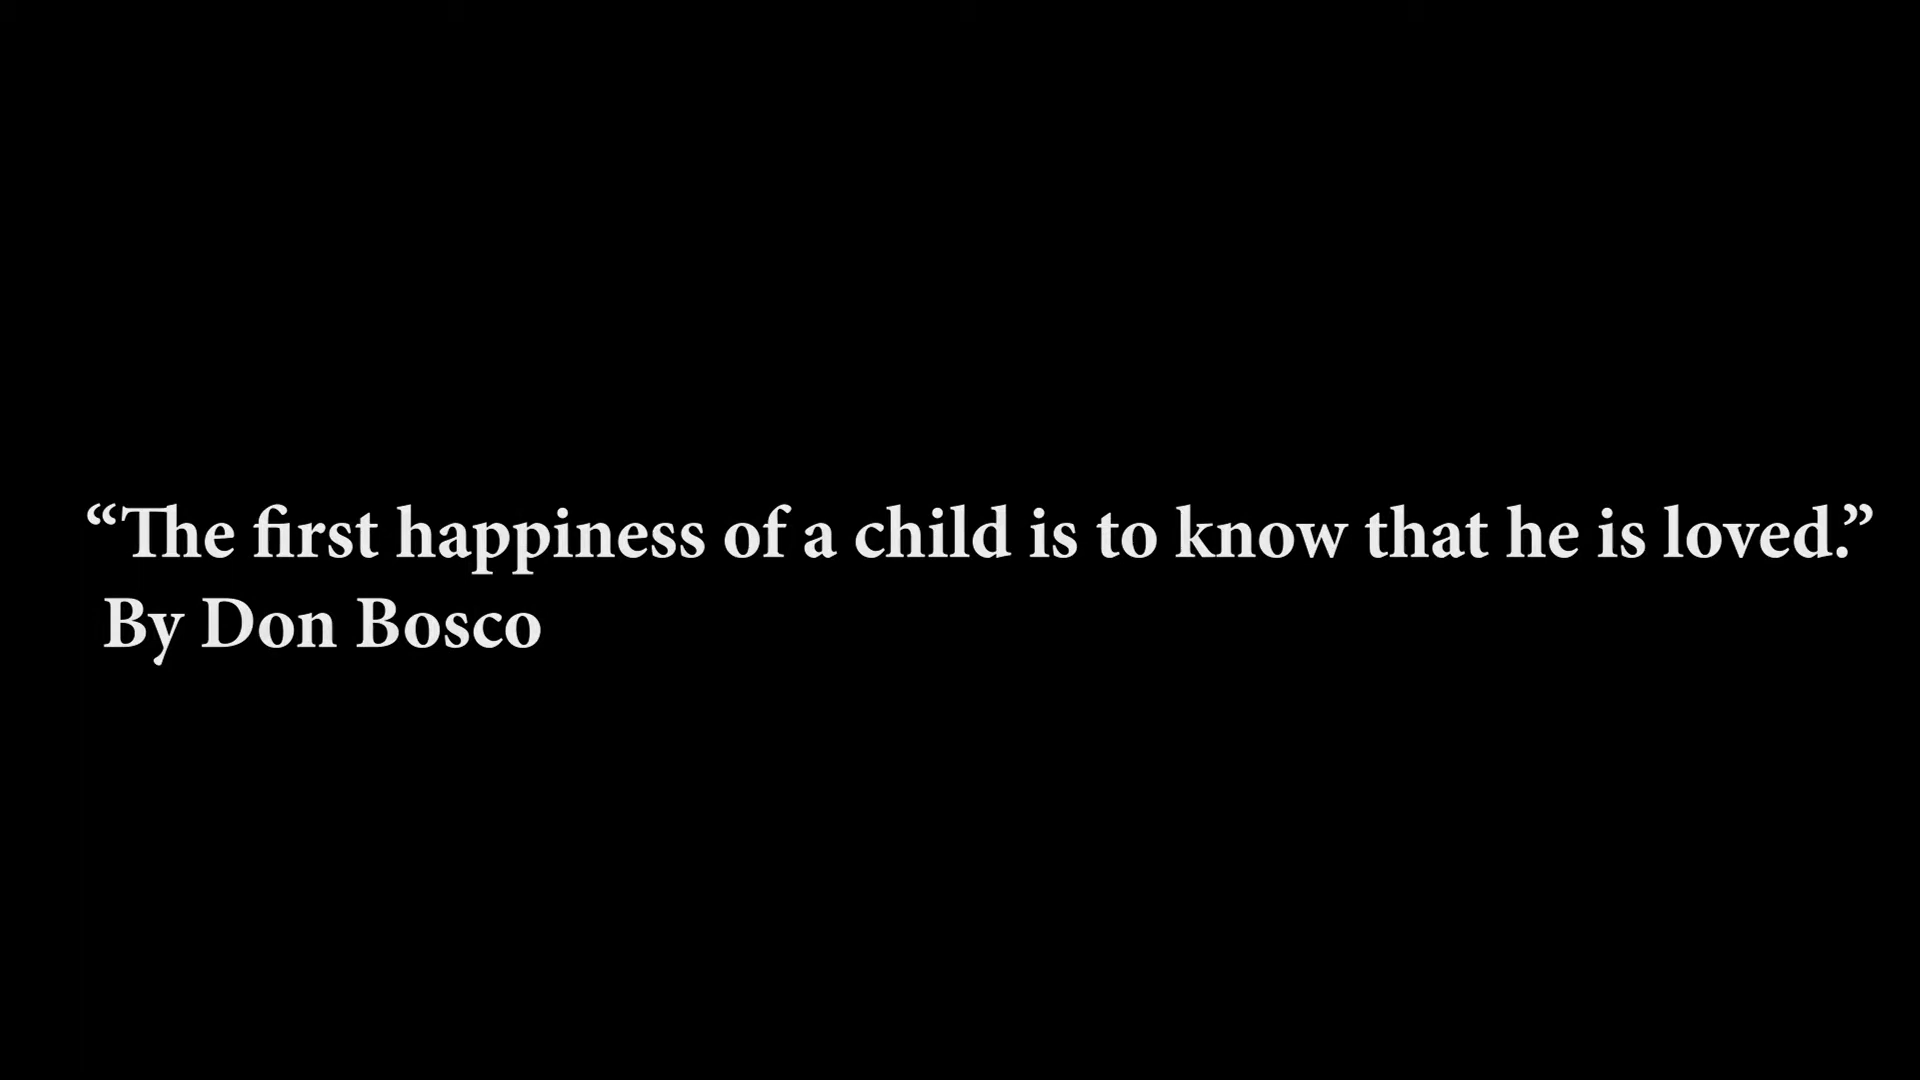 “The first happiness of a child is to know that he is loved.”
By Don Bosco